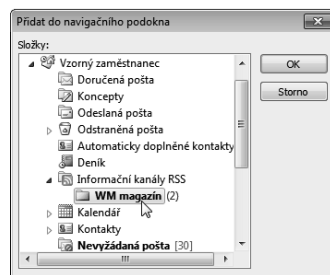 Přidat do navigačního podokna
Složky:
Vzorný zaměstnanec
Doručená pošta
Koncepty
Odeslaná pošta
Odstraněná pošta
Automaticky doplněné kontakty
Deník
Informační kanály RSS
WM magazín (2)
Kalendář
Kontakty
Nevyžádaná pošta [30]
OK
Storno